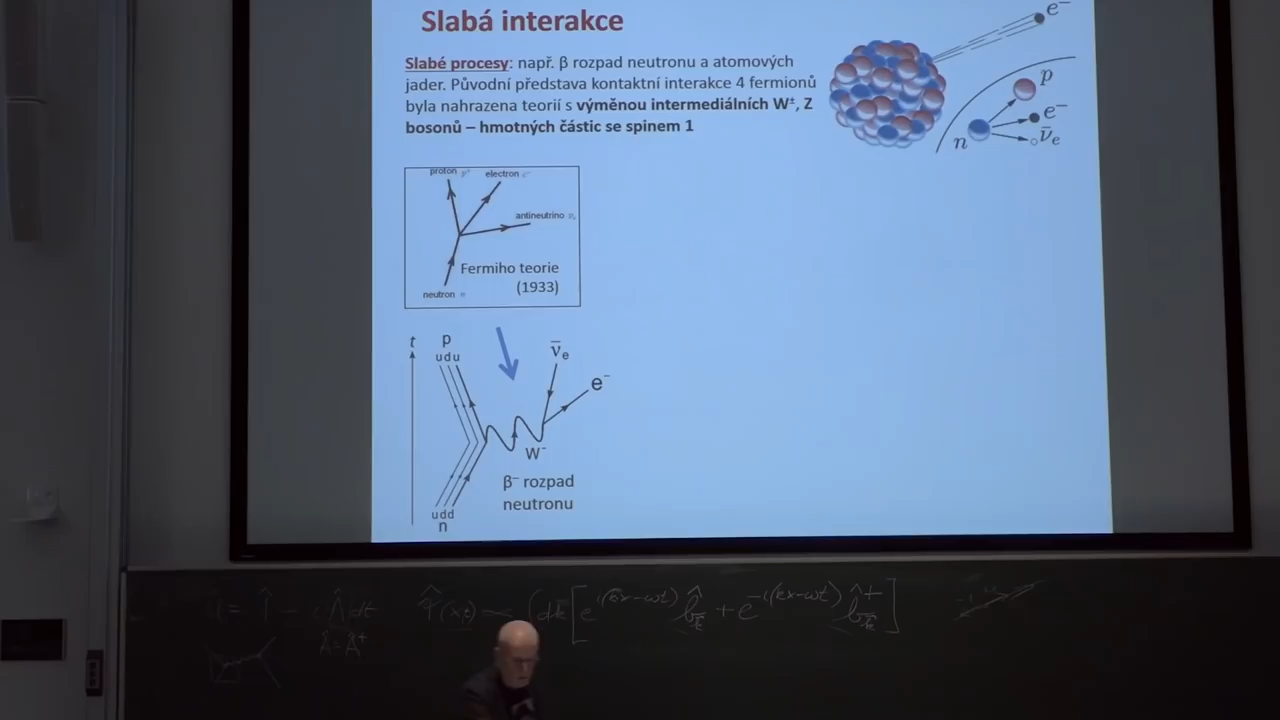 Slabá interakce
Slabé procesy: např. β rozpad neutronu a atomových
jader. Původní představa kontaktní interakce 4 fermionů
byla nahrazena teorií s výměnou intermediálních W±, Z
bosonů – hmotných částic se spinem 1
e⁻
p
e⁻
n
ν̄e
proton
electron e⁻
antineutrino
Fermiho teorie
(1933)
neutron n
t
p
udu
ν̄e
e⁻
W⁻
β⁻ rozpad
neutronu
udd
n